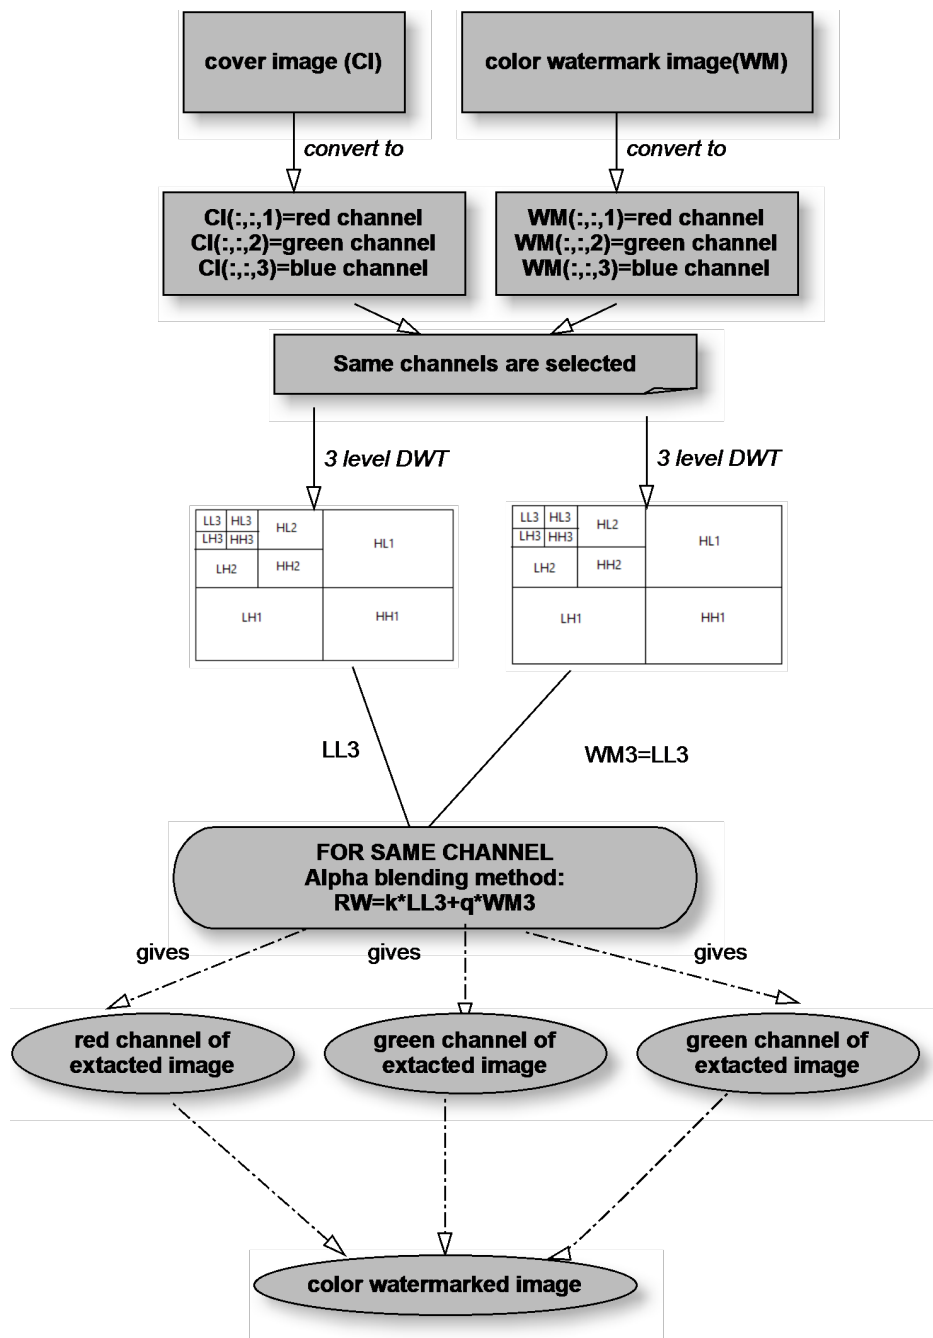 cover image (CI)
color watermark image(WM)
convert to
convert to
CI(:,:,1)=red channel
CI(:,:,2)=green channel
CI(:,:,3)=blue channel
WM(:,:,1)=red channel
WM(:,:,2)=green channel
WM(:,:,3)=blue channel
Same channels are selected
3 level DWT
3 level DWT
LL3 HL3
LH3 HH3
HL2
LH2
HH2
HL1
LH1
HH1
LL3 HL3
LH3 HH3
HL2
LH2
HH2
HL1
LH1
HH1
LL3
WM3=LL3
FOR SAME CHANNEL
Alpha blending method:
RW=k*LL3+q*WM3
gives
gives
gives
red channel of
extacted image
green channel of
extacted image
green channel of
extacted image
color watermarked image